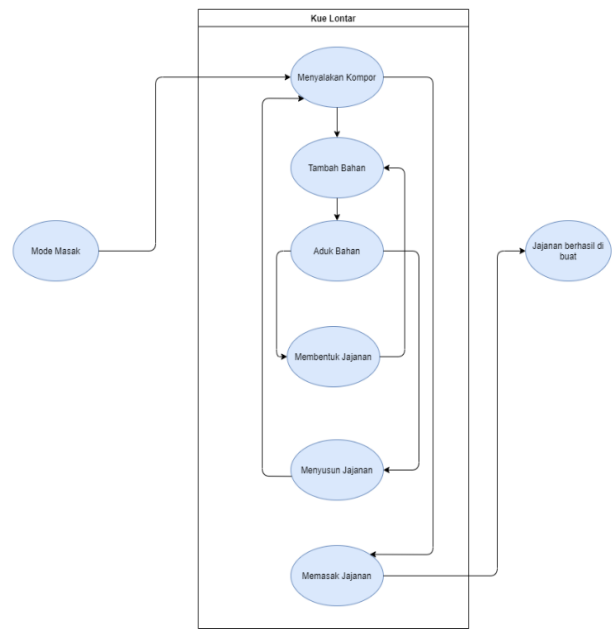 Kue Lontar
Menyalakan Kompor
Tambah Bahan
Mode Masak
Aduk Bahan
Jajanan berhasil di
buat
Membentuk Jajanan
Menyusun Jajanan
Memasak Jajanan